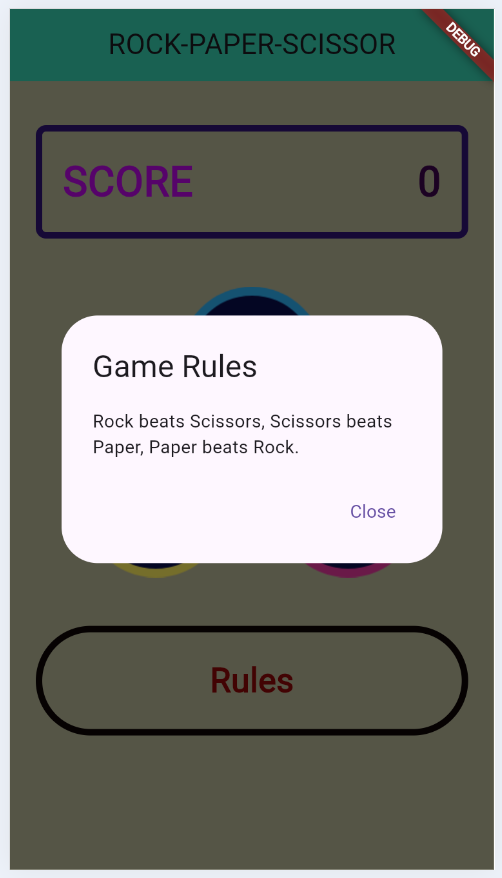 ROCK-PAPER-SCISSOR
DEBUG
SCORE 0
Game Rules
Rock beats Scissors, Scissors beats
Paper, Paper beats Rock.
Close
Rules